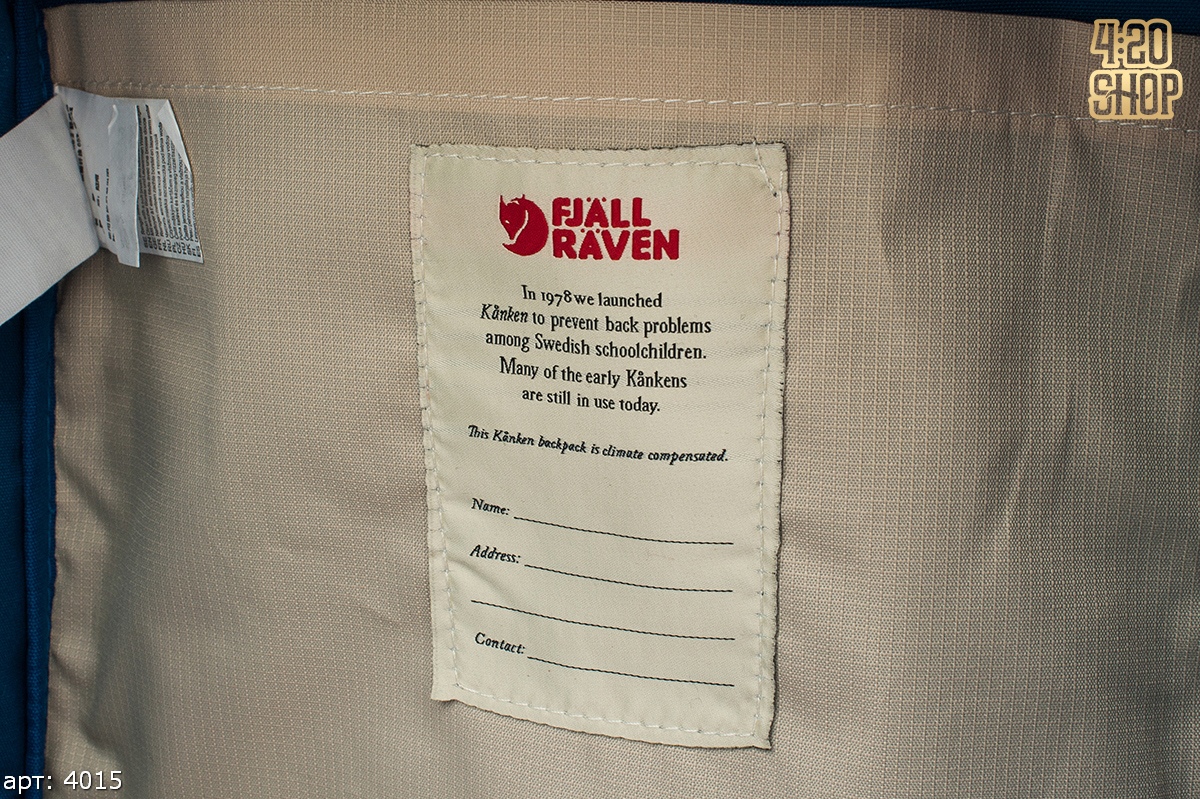 4:20
SHOP
FJÄLL
RÄVEN
In 1978 we launched
Kånken to prevent back problems
among Swedish schoolchildren.
Many of the early Kånkens
are still in use today.
This Kånken backpack is climate compensated.
Name:
Address:
Contact:
арт: 4015